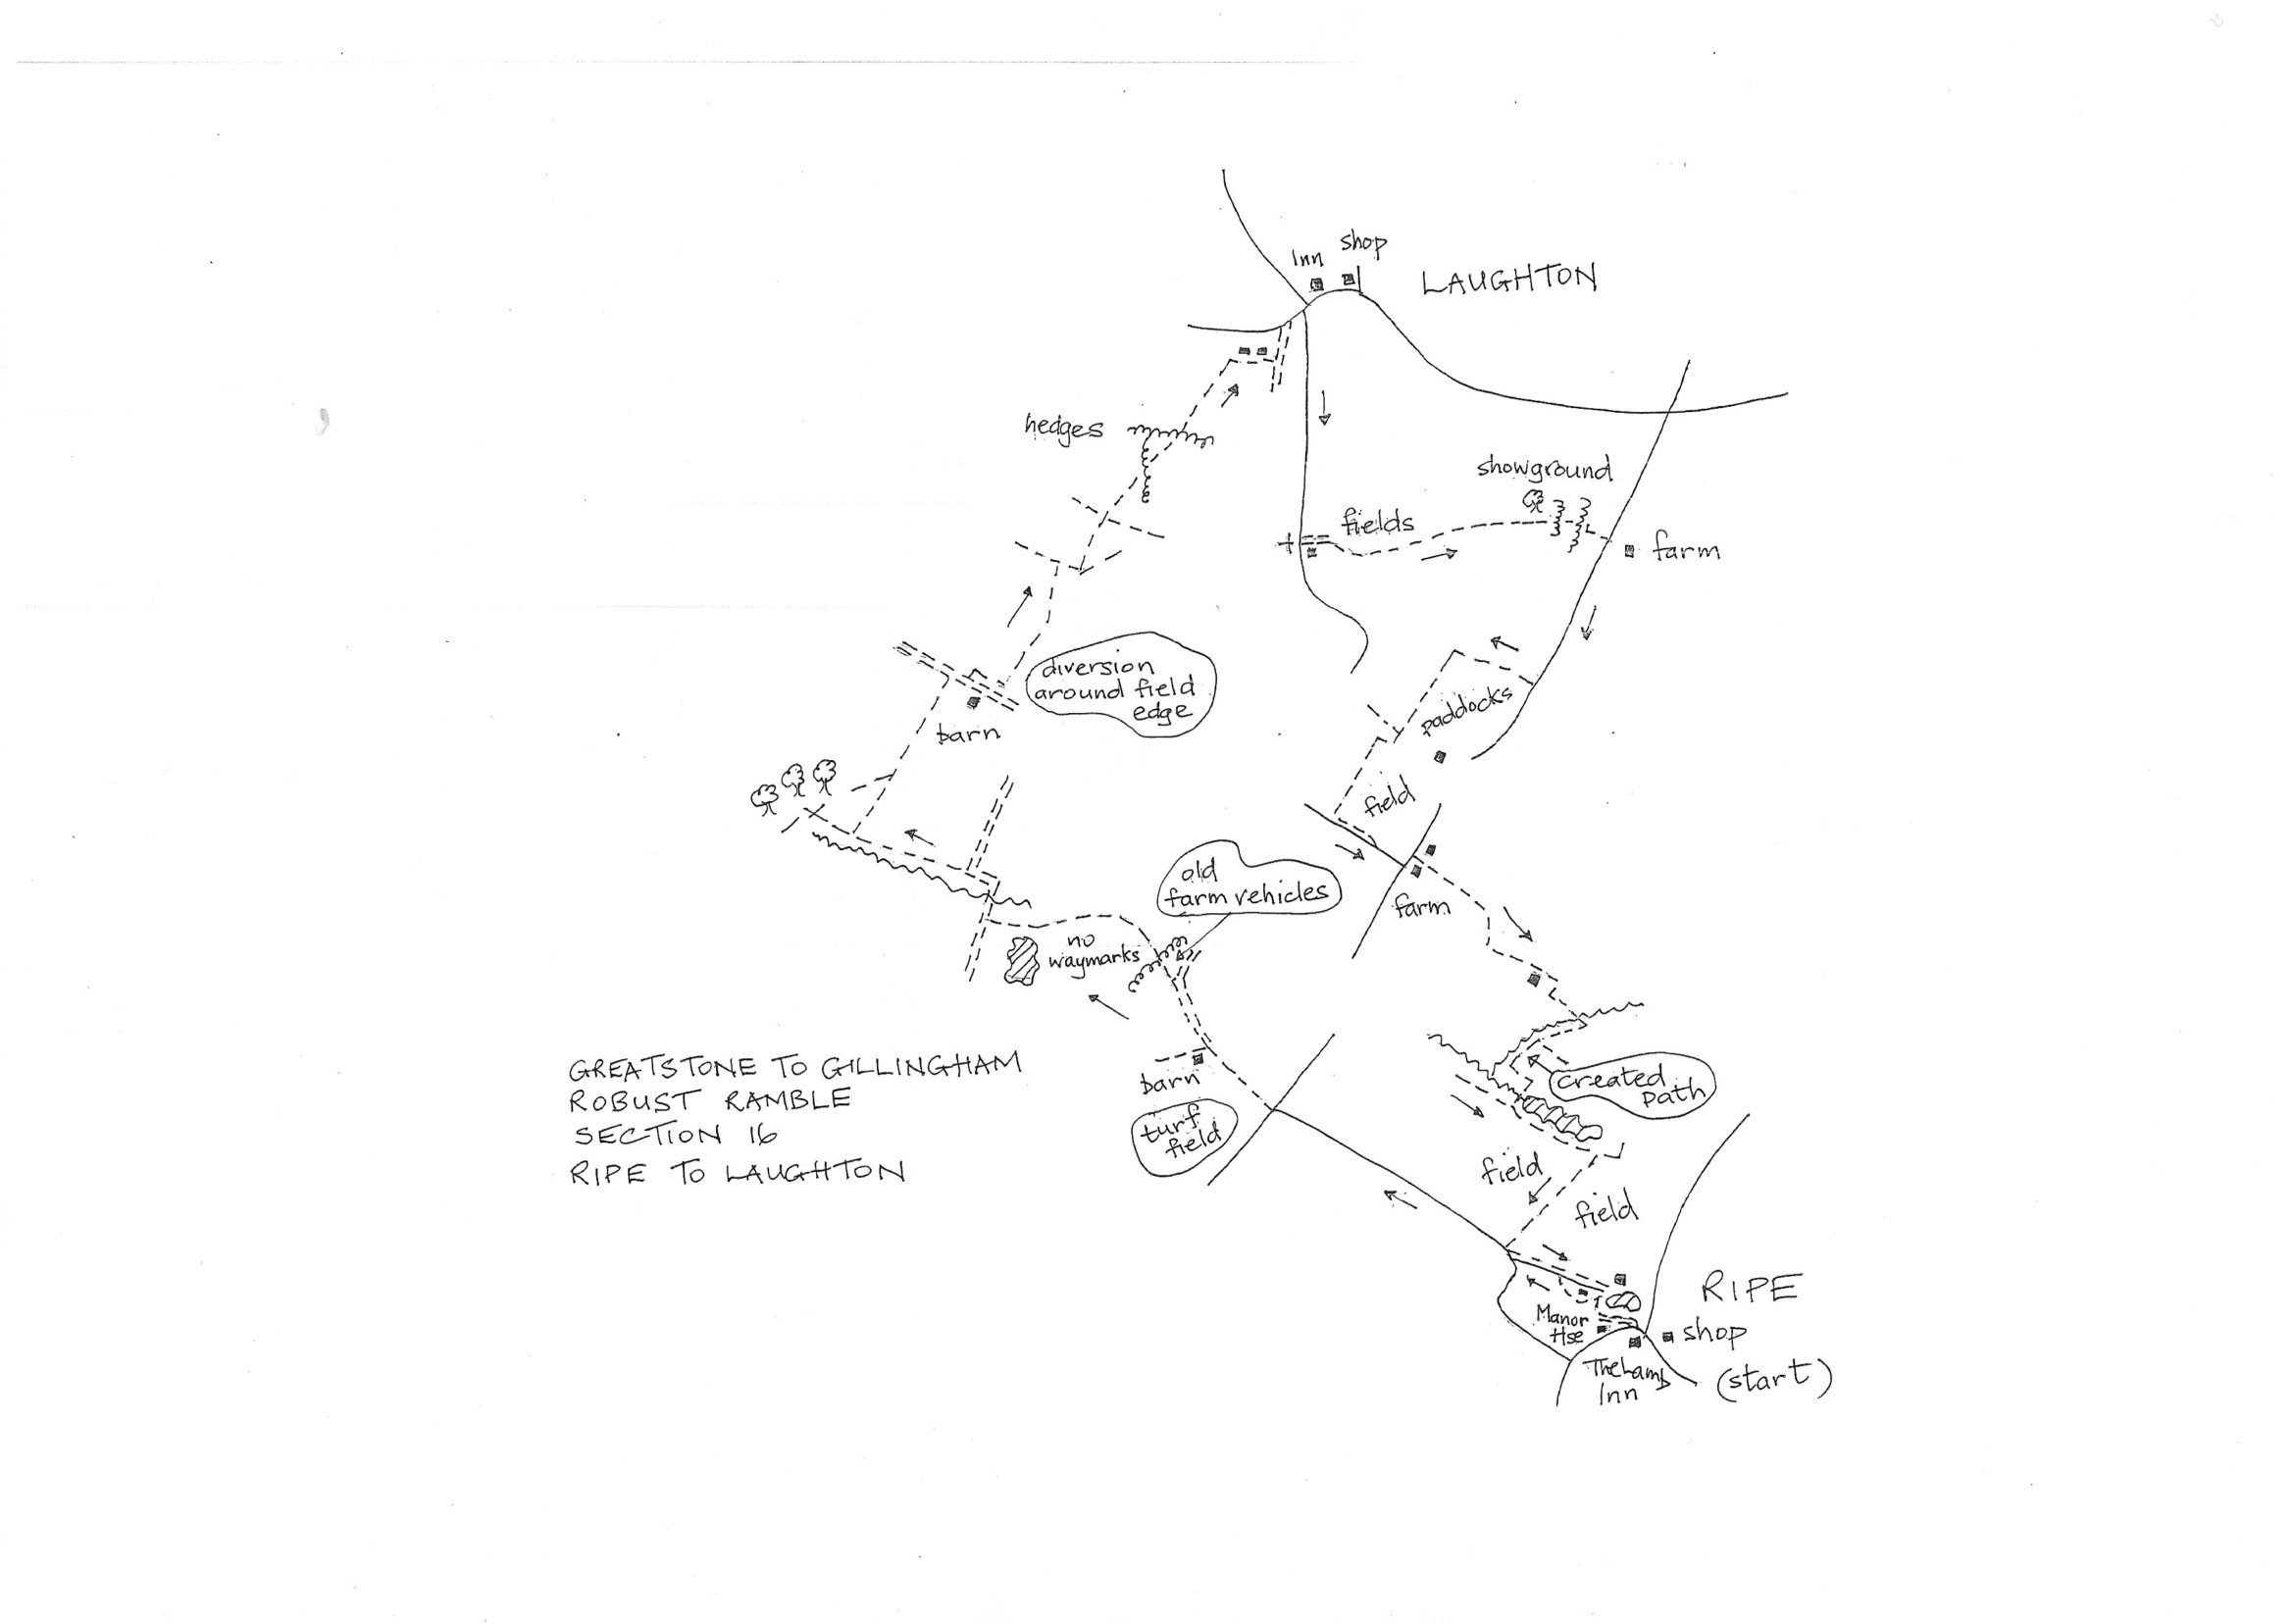 Inn
shop
LAUGHTON
hedges
showground
fields
farm
diversion
around field
edge
barn
paddocks
field
old
farm vehicles
farm
no
waymarks
GREATSTONE TO GILLINGHAM
ROBUST RAMBLE
SECTION 16
RIPE TO LAUGHTON
barn
turf
field
created
path
field
field
RIPE
Manor
Hse
shop
The Lamb
Inn
(start)